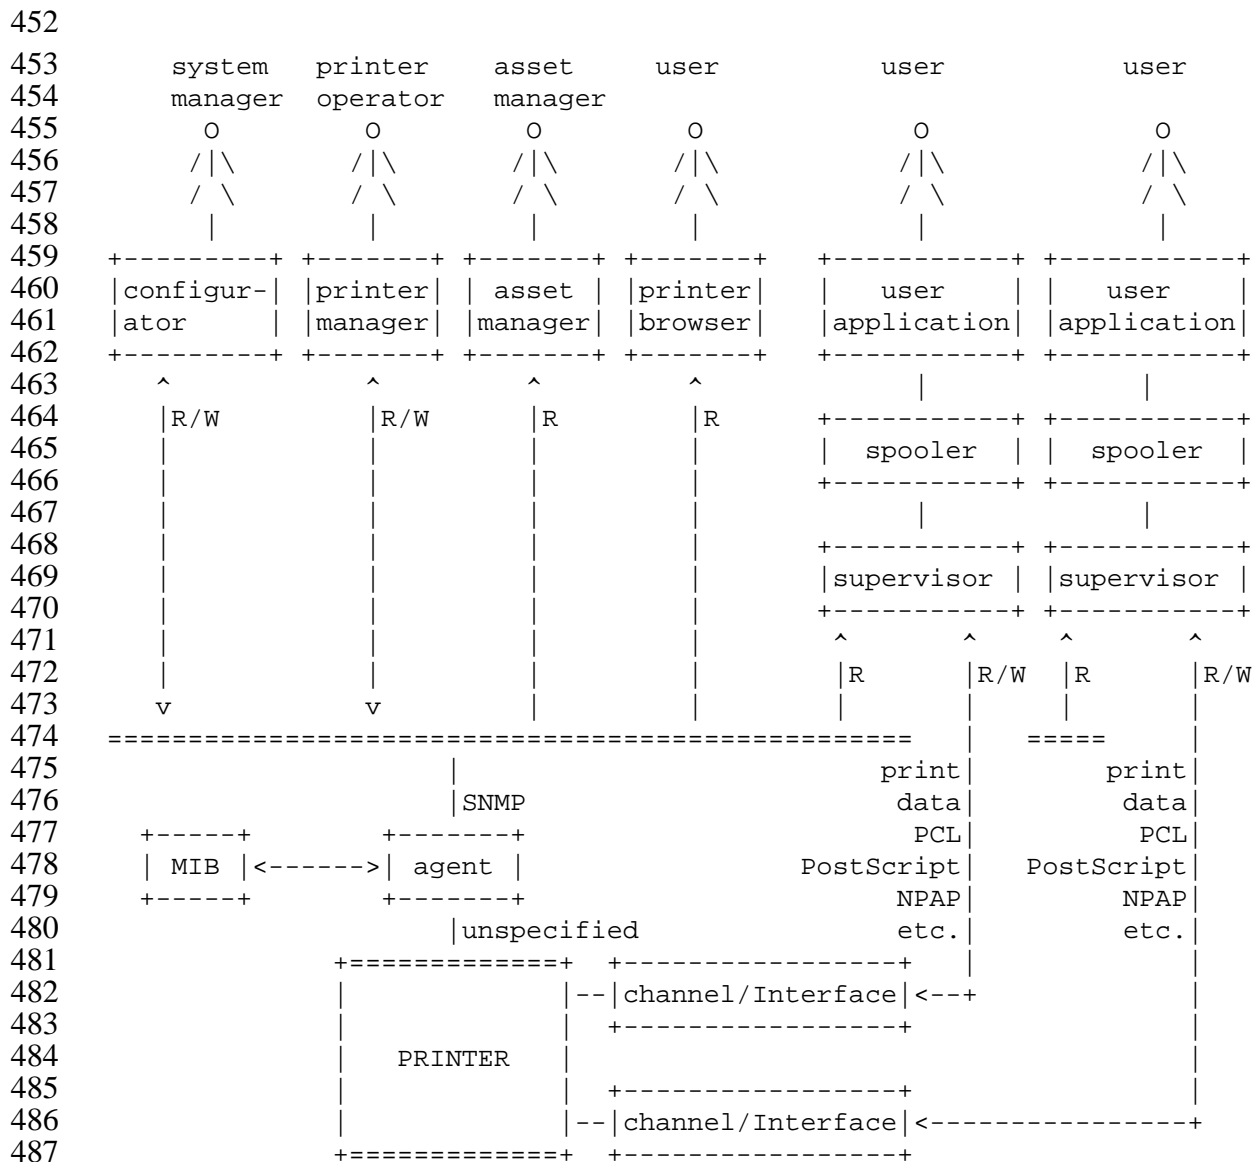 452
453 system printer asset user user user
454 manager operator manager
455 O O O O O O
456 /|\ /|\ /|\ /|\ /|\ /|\
457 / \ / \ / \ / \ / \ / \
458 | | | | | |
459 +---------+ +-------+ +-------+ +-------+ +-----------+ +-----------+
460 |configur-| |printer| | asset | |printer| | user | | user |
461 |ator | |manager| |manager| |browser| |application| |application|
462 +---------+ +-------+ +-------+ +-------+ +-----------+ +-----------+
463 ^ ^ ^ ^ | |
464 |R/W |R/W |R |R +-----------+ +-----------+
465 | | | | | spooler | | spooler |
466 | | | | +-----------+ +-----------+
467 | | | | | |
468 | | | | +-----------+ +-----------+
469 | | | | |supervisor | |supervisor |
470 | | | | +-----------+ +-----------+
471 | | | | ^ ^ ^ ^
472 | | | | |R |R/W |R |R/W
473 v v | | | | | |
474 ================================================== | ===== |
475 | print| print|
476 |SNMP data| data|
477 +-----+ +-------+ PCL| PCL|
478 | MIB |<------>| agent | PostScript| PostScript|
479 +-----+ +-------+ NPAP| NPAP|
480 |unspecified etc.| etc.|
481 +=============+ +-----------------+ | |
482 | |--|channel/Interface|<--+ |
483 | | +-----------------+ |
484 | PRINTER | |
485 | | +-----------------+ |
486 | |--|channel/Interface|<----------------+
487 +=============+ +-----------------+